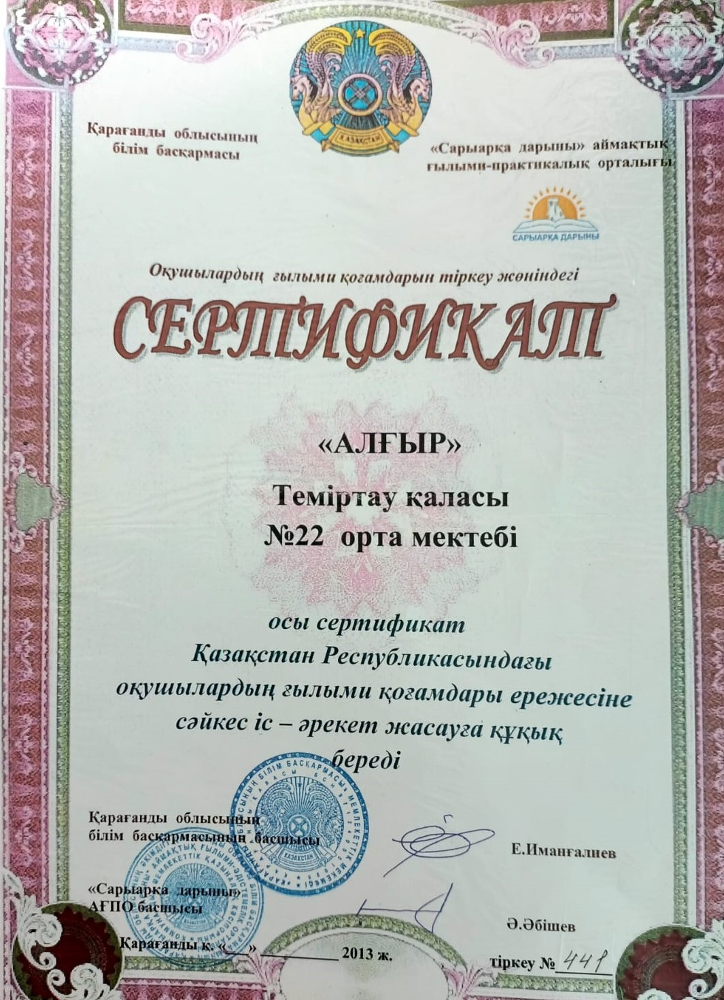 ҚАЗАҚСТАН
Қарағанды облысының
білім басқармасы
«Сарыарқа дарыны» аймақтық
ғылыми-практикалық орталығы
САРЫАРҚА ДАРЫНЫ
Оқушылардың ғылыми қоғамдарын тіркеу жөніндегі
СЕРТИФИКАТ
«АЛҒЫР»
Теміртау қаласы
№22 орта мектебі
осы сертификат
Қазақстан Республикасындағы
оқушылардың ғылыми қоғамдары ережесіне
сәйкес іс – әрекет жасауға құқық
береді
Қарағанды облысының
білім басқармасының басшысы
Е.Иманғалиев
«Сарыарқа дарыны»
АҒПО басшысы
Ә.Әбішев
Қарағанды қ. «___» __________ 2013 ж.
тіркеу №